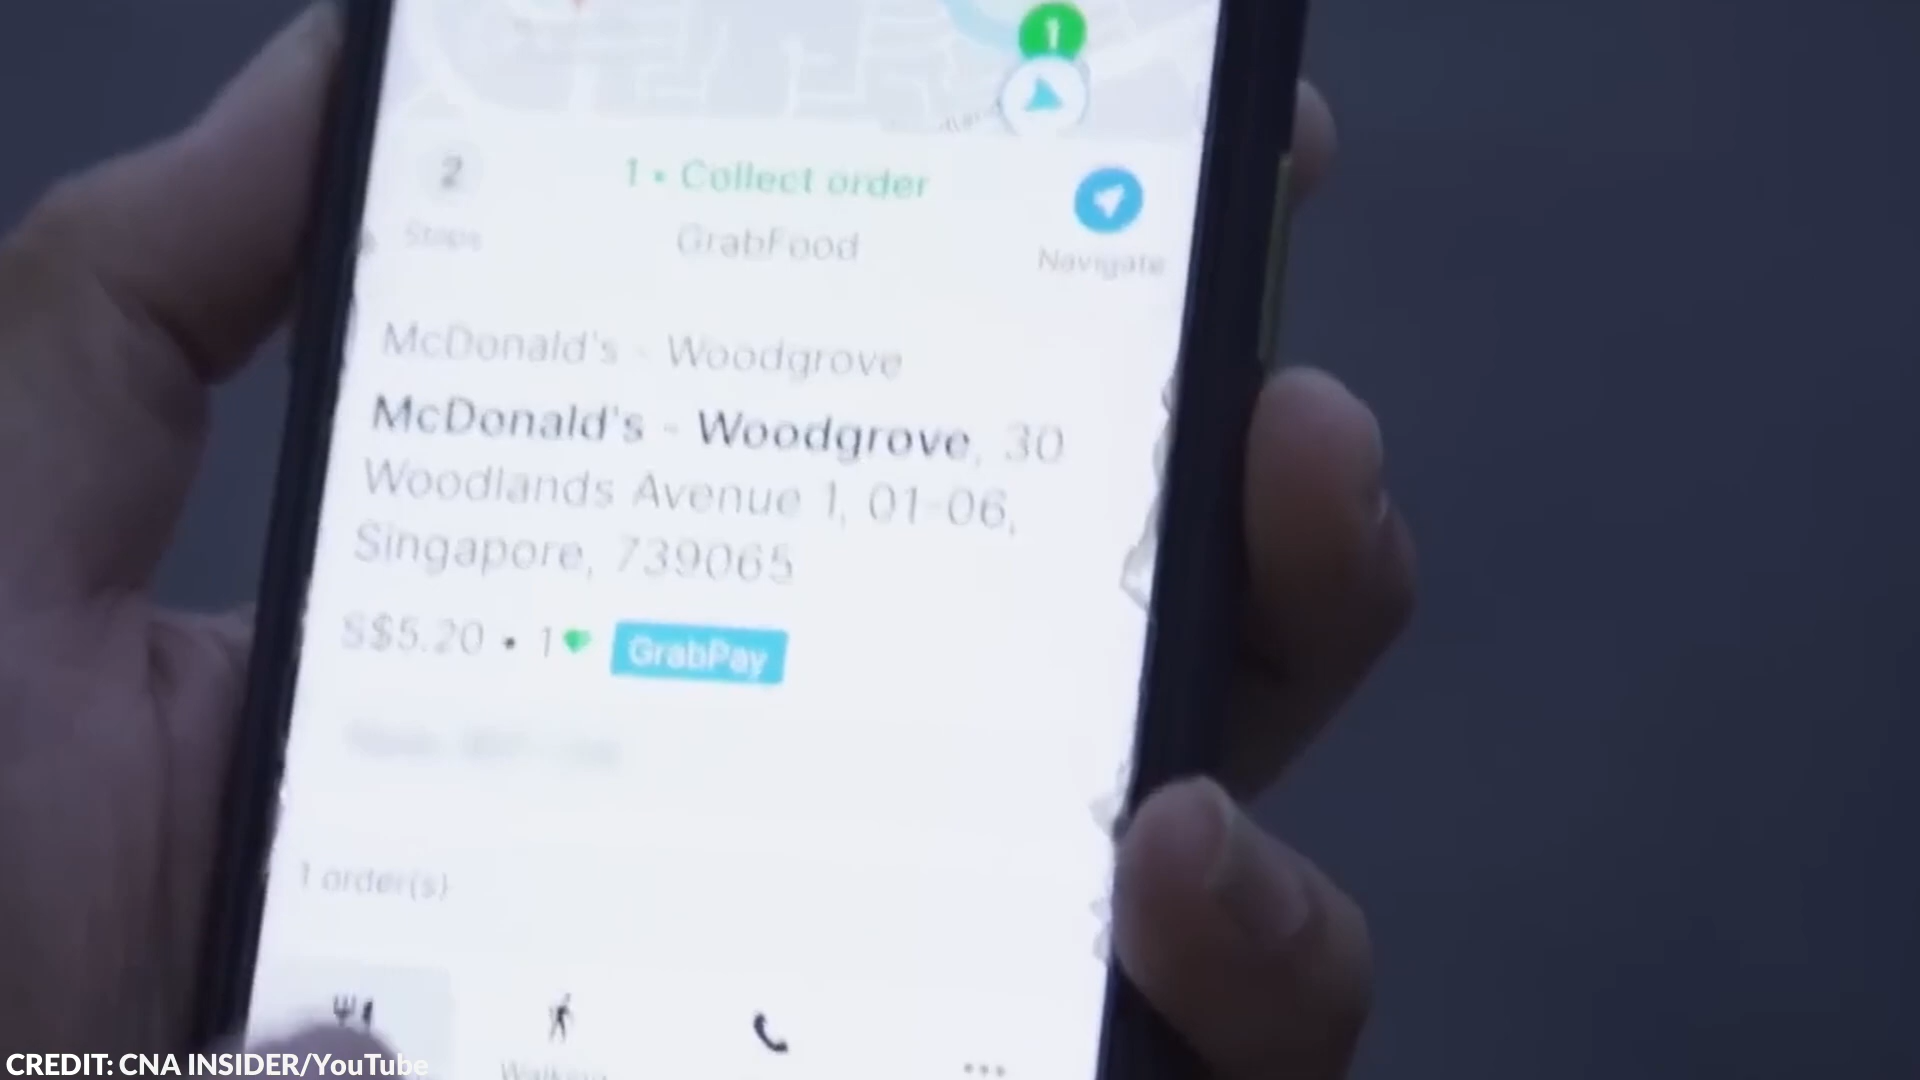 1
2
Stops
1 • Collect order
GrabFood
Navigate
McDonald's - Woodgrove
McDonald's - Woodgrove, 30
Woodlands Avenue 1, 01-06,
Singapore, 739065
S$5.20 • 1 GrabPay
1 order(s)
Walking
CREDIT: CNA INSIDER/YouTube